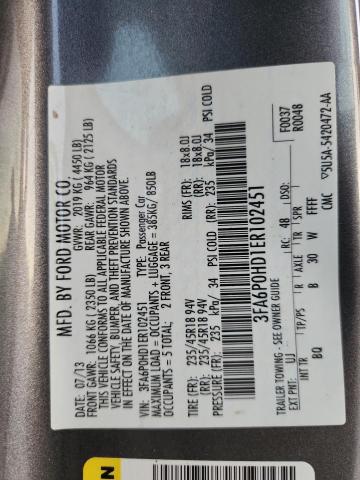 MFD. BY FORD MOTOR CO.
DATE: 07/13 GVWR: 2019 KG ( 4450 LB)
FRONT GAWR: 1066 KG ( 2350 LB) REAR GAWR: 964 KG ( 2125 LB)
THIS VEHICLE CONFORMS TO ALL APPLICABLE FEDERAL MOTOR
VEHICLE SAFETY, BUMPER, AND THEFT PREVENTION STANDARDS
IN EFFECT ON THE DATE OF MANUFACTURE SHOWN ABOVE.
VIN: 3FA6P0HD1ER102451 TYPE: Passenger Car
MAXIMUM LOAD = OCCUPANTS + LUGGAGE = 385KG/ 850LB
OCCUPANTS = 5 TOTAL: 2 FRONT, 3 REAR
TIRE (FR): 235/45R18 94V RIMS (FR): 18x8.0J
(RR): 235/45R18 94V (RR): 18x8.0J
PRESSURE (FR): 235 kPa/ 34 PSI COLD (RR): 235 kPa/ 34 PSI COLD
3FA6P0HD1ER102451
F0037
R0048
TRAILER TOWING - SEE OWNER GUIDE
EXT PNT: UJ RC: 48 DSO:
INT TR TP/PS R AXLE TR SPR
BQ B 30 W FFFF
CMC 5U5A-5420472-AA
N